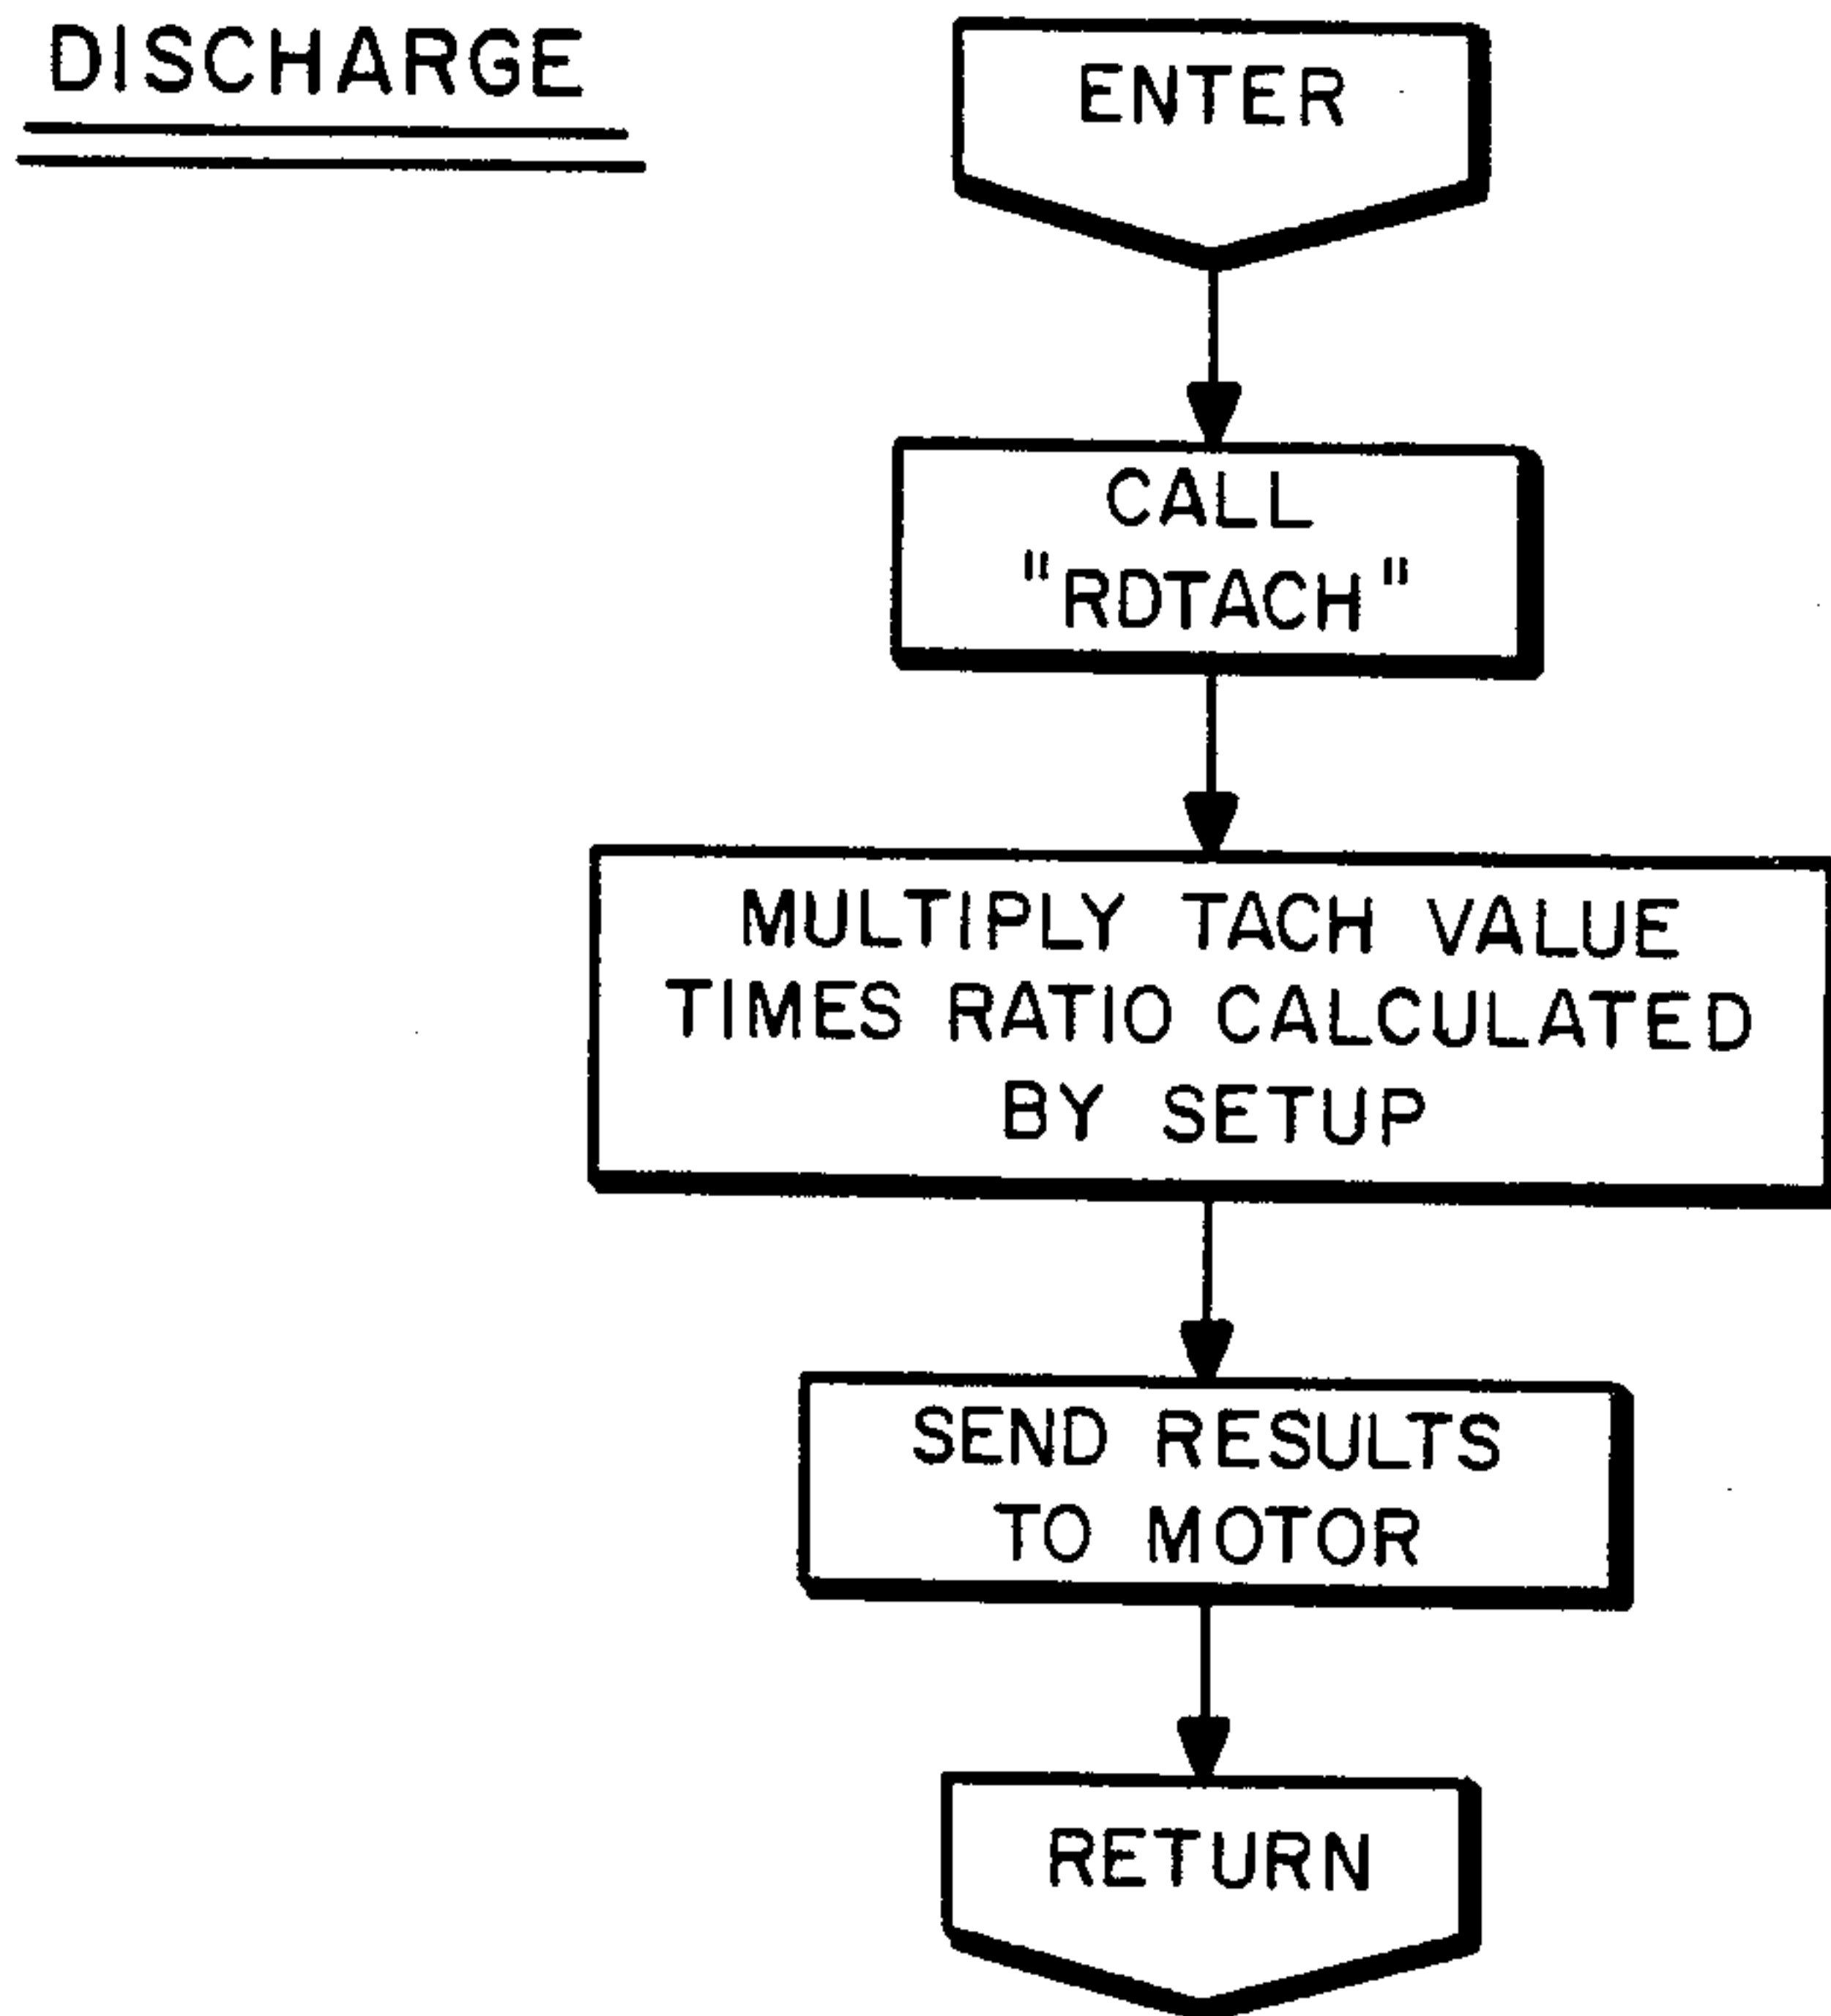 DISCHARGE
ENTER
CALL
"RDTACH"
MULTIPLY TACH VALUE
TIMES RATIO CALCULATED
BY SETUP
SEND RESULTS
TO MOTOR
RETURN